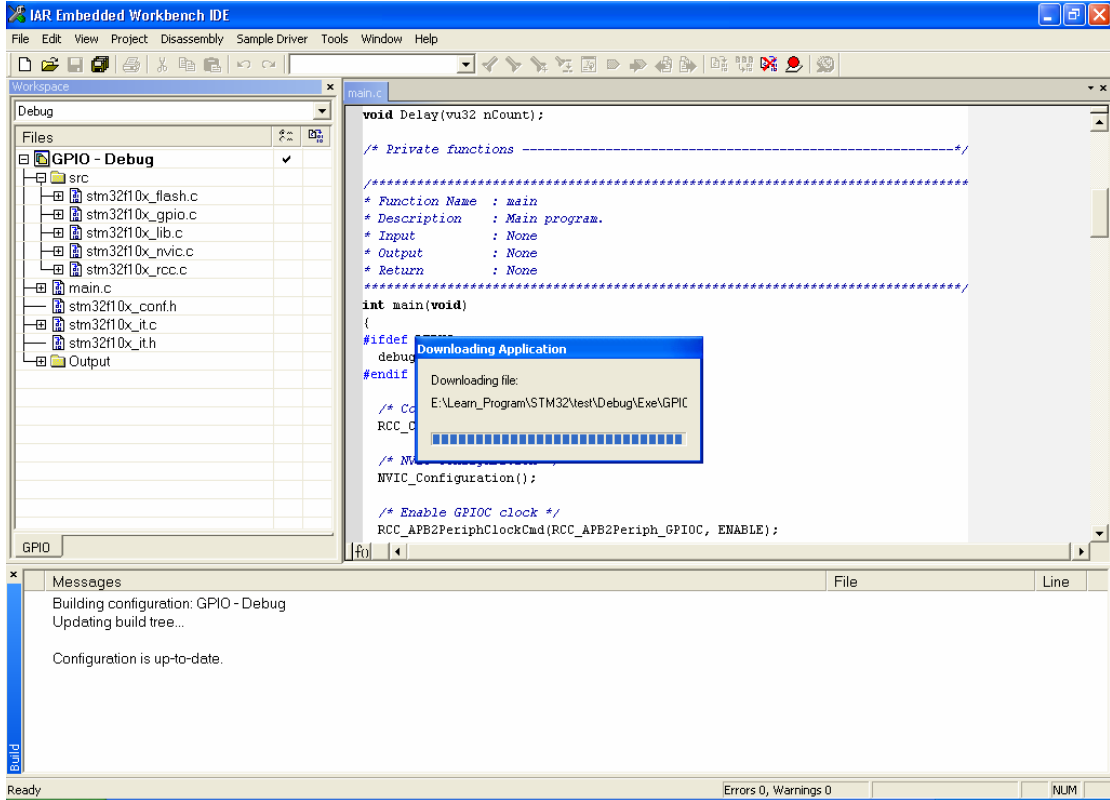 IAR Embedded Workbench IDE
File Edit View Project Disassembly Sample Driver Tools Window Help
Workspace
Debug
Files
GPIO - Debug
src
stm32f10x_flash.c
stm32f10x_gpio.c
stm32f10x_lib.c
stm32f10x_nvic.c
stm32f10x_rcc.c
main.c
stm32f10x_conf.h
stm32f10x_it.c
stm32f10x_it.h
Output
GPIO
main.c
void Delay(vu32 nCount);
/* Private functions ---------------------------------------------------------*/
/*******************************************************************************
* Function Name : main
* Description : Main program.
* Input : None
* Output : None
* Return : None
*******************************************************************************/
int main(void)
{
#ifdef
debug
#endif
/* Co
RCC_C
/* NV
NVIC_Configuration();
/* Enable GPIOC clock */
RCC_APB2PeriphClockCmd(RCC_APB2Periph_GPIOC, ENABLE);
f()
Downloading Application
Downloading file:
E:\Learn_Program\STM32\test\Debug\Exe\GPIC
Messages File Line
Building configuration: GPIO - Debug
Updating build tree...
Configuration is up-to-date.
Build
Ready Errors 0, Warnings 0 NUM